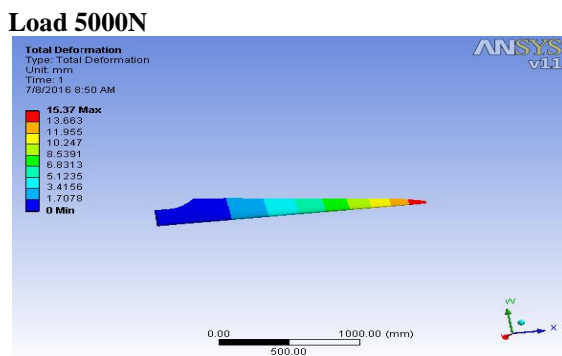 Load 5000N
Total Deformation
Type: Total Deformation
Unit: mm
Time: 1
7/8/2016 8:50 AM
ANSYS
v11
15.37 Max
13.663
11.955
10.247
8.5391
6.8313
5.1235
3.4156
1.7078
0 Min
0.00
1000.00 (mm)
500.00
Y
X